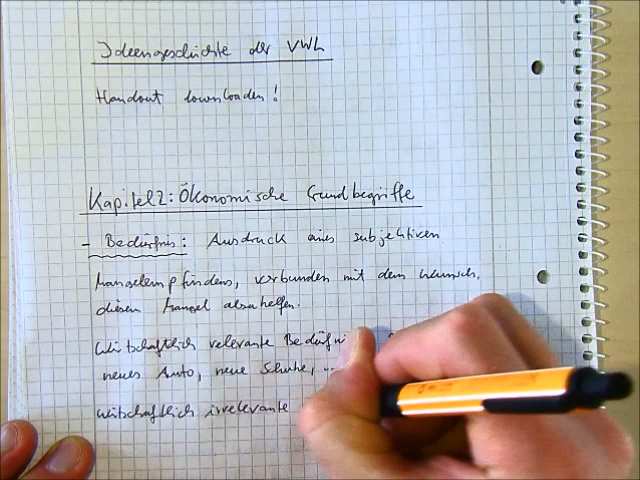 Ideengeschichte der VWL
Handout downloaden!
Kapitel 2: Ökonomische Grundbegriffe
- Bedürfnis: Ausdruck eines subjektiven
Mangelempfindens, verbunden mit dem Wunsch,
diesen Mangel abzuhelfen.
Wirtschaftlich relevante Bedürfni
neues Auto, neue Schuhe, ...
Wirtschaftlich irrelevante